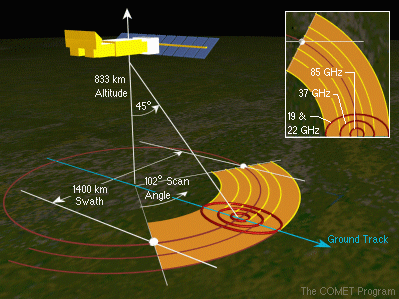 833 km
Altitude
45°
85 GHz
37 GHz
19 &
22 GHz
102° Scan
Angle
1400 km
Swath
Ground Track
The COMET Program